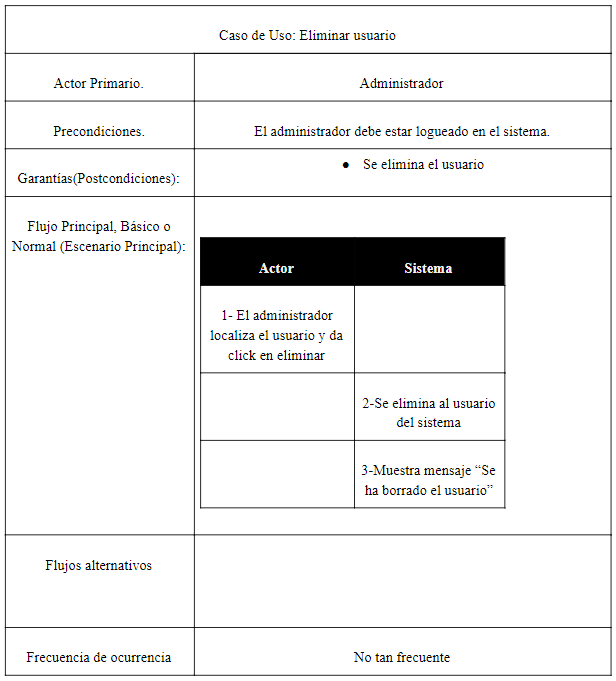 Caso de Uso: Eliminar usuario
Actor Primario.
Administrador
Precondiciones.
El administrador debe estar logueado en el sistema.
Garantías(Postcondiciones):
● Se elimina el usuario
Flujo Principal, Básico o
Normal (Escenario Principal):
Actor
Sistema
1- El administrador
localiza el usuario y da
click en eliminar
2-Se elimina al usuario
del sistema
3-Muestra mensaje “Se
ha borrado el usuario”
Flujos alternativos
Frecuencia de ocurrencia
No tan frecuente